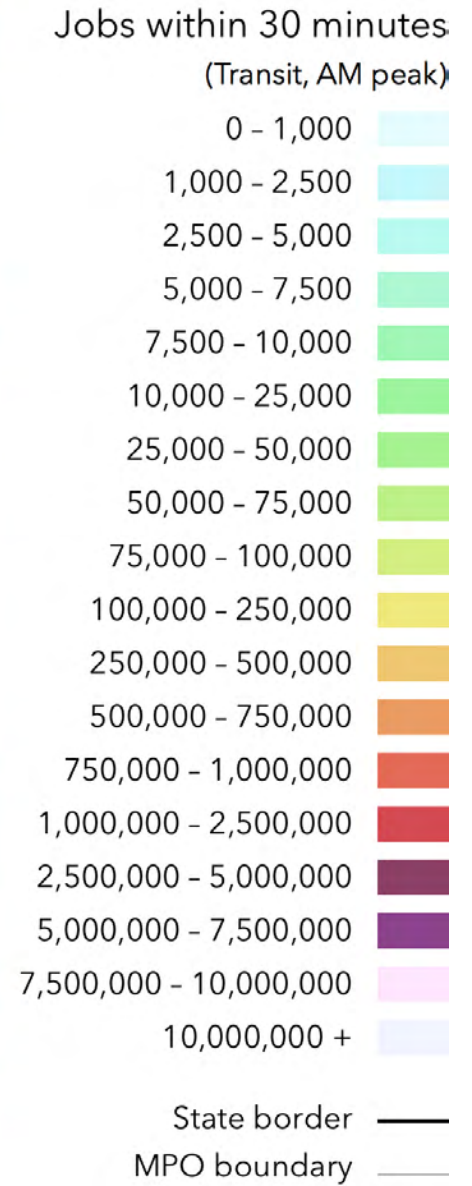 Jobs within 30 minutes
(Transit, AM peak)
0 – 1,000
1,000 – 2,500
2,500 – 5,000
5,000 – 7,500
7,500 – 10,000
10,000 – 25,000
25,000 – 50,000
50,000 – 75,000
75,000 – 100,000
100,000 – 250,000
250,000 – 500,000
500,000 – 750,000
750,000 – 1,000,000
1,000,000 – 2,500,000
2,500,000 – 5,000,000
5,000,000 – 7,500,000
7,500,000 – 10,000,000
10,000,000 +
State border
MPO boundary